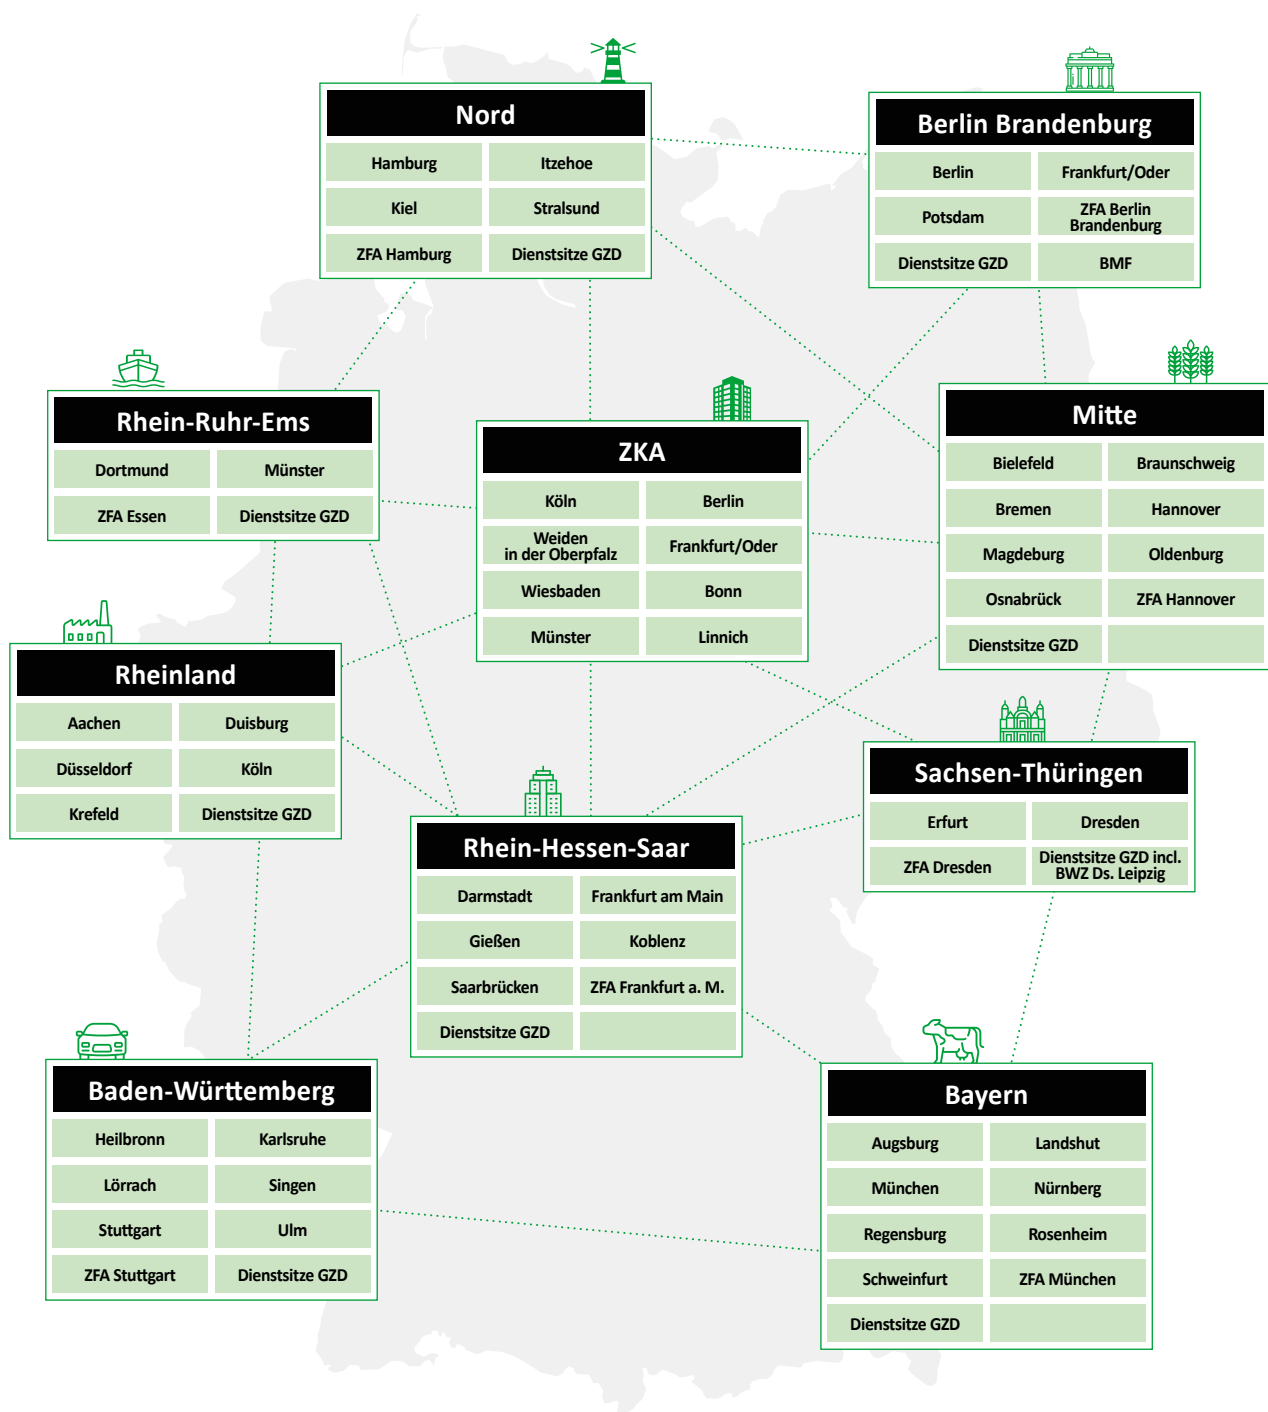 Nord
Hamburg
Itzehoe
Kiel
Stralsund
ZFA Hamburg
Dienstsitze GZD
Berlin Brandenburg
Berlin
Frankfurt/Oder
Potsdam
ZFA Berlin
Brandenburg
Dienstsitze GZD
BMF
Rhein-Ruhr-Ems
Dortmund
Münster
ZFA Essen
Dienstsitze GZD
ZKA
Köln
Berlin
Weiden
in der Oberpfalz
Frankfurt/Oder
Wiesbaden
Bonn
Münster
Linnich
Mitte
Bielefeld
Braunschweig
Bremen
Hannover
Magdeburg
Oldenburg
Osnabrück
ZFA Hannover
Dienstsitze GZD
Rheinland
Aachen
Duisburg
Düsseldorf
Köln
Krefeld
Dienstsitze GZD
Sachsen-Thüringen
Erfurt
Dresden
ZFA Dresden
Dienstsitze GZD incl.
BWZ Ds. Leipzig
Rhein-Hessen-Saar
Darmstadt
Frankfurt am Main
Gießen
Koblenz
Saarbrücken
ZFA Frankfurt a. M.
Dienstsitze GZD
Baden-Württemberg
Heilbronn
Karlsruhe
Lörrach
Singen
Stuttgart
Ulm
ZFA Stuttgart
Dienstsitze GZD
Bayern
Augsburg
Landshut
München
Nürnberg
Regensburg
Rosenheim
Schweinfurt
ZFA München
Dienstsitze GZD